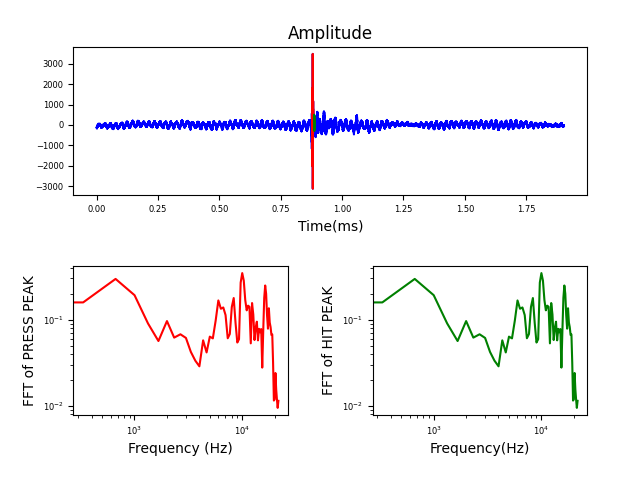 Amplitude
3000
2000
1000
0
−1000
−2000
−3000
0.00 0.25 0.50 0.75 1.00 1.25 1.50 1.75
Time(ms)
FFT of PRESS PEAK
10⁻¹
10⁻²
10³ 10⁴
Frequency (Hz)
FFT of HIT PEAK
10⁻¹
10⁻²
10³ 10⁴
Frequency(Hz)